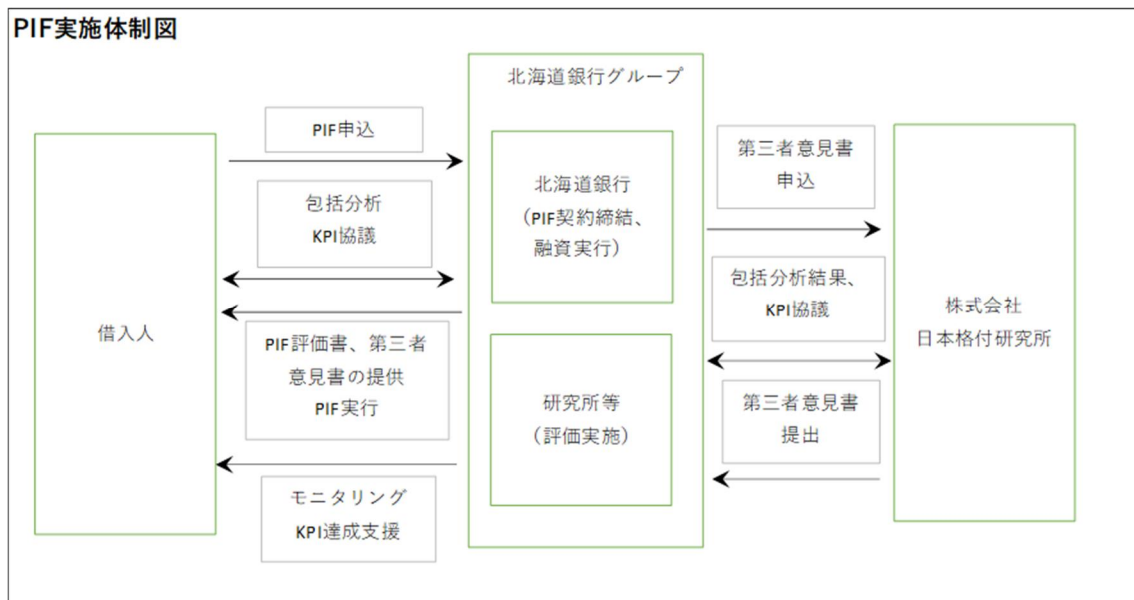 PIF実施体制図
北海道銀行グループ
PIF申込
包括分析
KPI協議
借入人
PIF評価書、第三者
意見書の提供
PIF実行
モニタリング
KPI達成支援
北海道銀行
（PIF契約締結、
融資実行）
研究所等
（評価実施）
第三者意見書
申込
包括分析結果、
KPI協議
第三者意見書
提出
株式会社
日本格付研究所